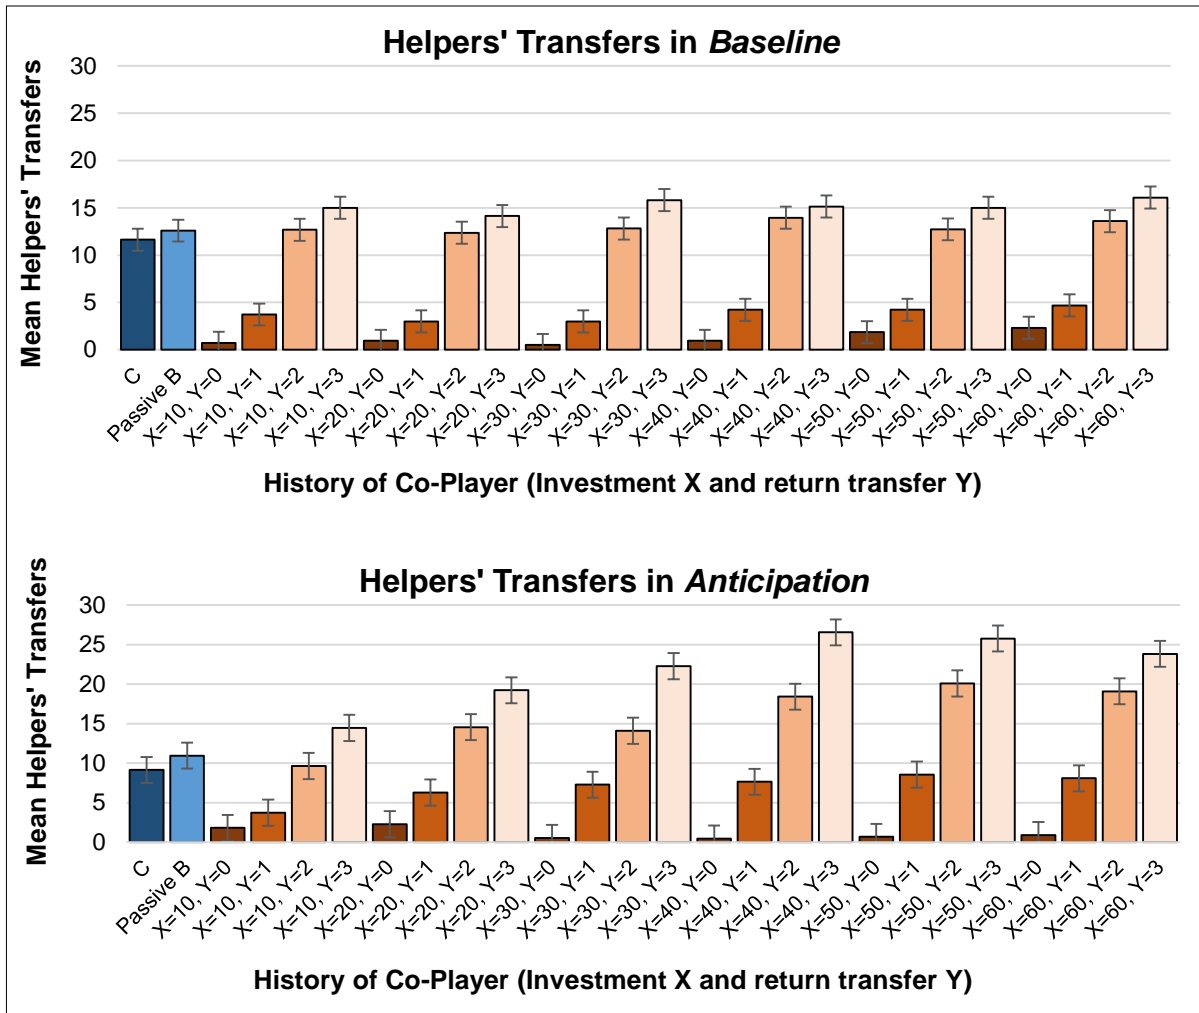 Helpers' Transfers in Baseline
Mean Helpers' Transfers
30
25
20
15
10
5
0
C
Passive B
X=10, Y=0
X=10, Y=1
X=10, Y=2
X=10, Y=3
X=20, Y=0
X=20, Y=1
X=20, Y=2
X=20, Y=3
X=30, Y=0
X=30, Y=1
X=30, Y=2
X=30, Y=3
X=40, Y=0
X=40, Y=1
X=40, Y=2
X=40, Y=3
X=50, Y=0
X=50, Y=1
X=50, Y=2
X=50, Y=3
X=60, Y=0
X=60, Y=1
X=60, Y=2
X=60, Y=3
History of Co-Player (Investment X and return transfer Y)
Helpers' Transfers in Anticipation
Mean Helpers' Transfers
30
25
20
15
10
5
0
C
Passive B
X=10, Y=0
X=10, Y=1
X=10, Y=2
X=10, Y=3
X=20, Y=0
X=20, Y=1
X=20, Y=2
X=20, Y=3
X=30, Y=0
X=30, Y=1
X=30, Y=2
X=30, Y=3
X=40, Y=0
X=40, Y=1
X=40, Y=2
X=40, Y=3
X=50, Y=0
X=50, Y=1
X=50, Y=2
X=50, Y=3
X=60, Y=0
X=60, Y=1
X=60, Y=2
X=60, Y=3
History of Co-Player (Investment X and return transfer Y)